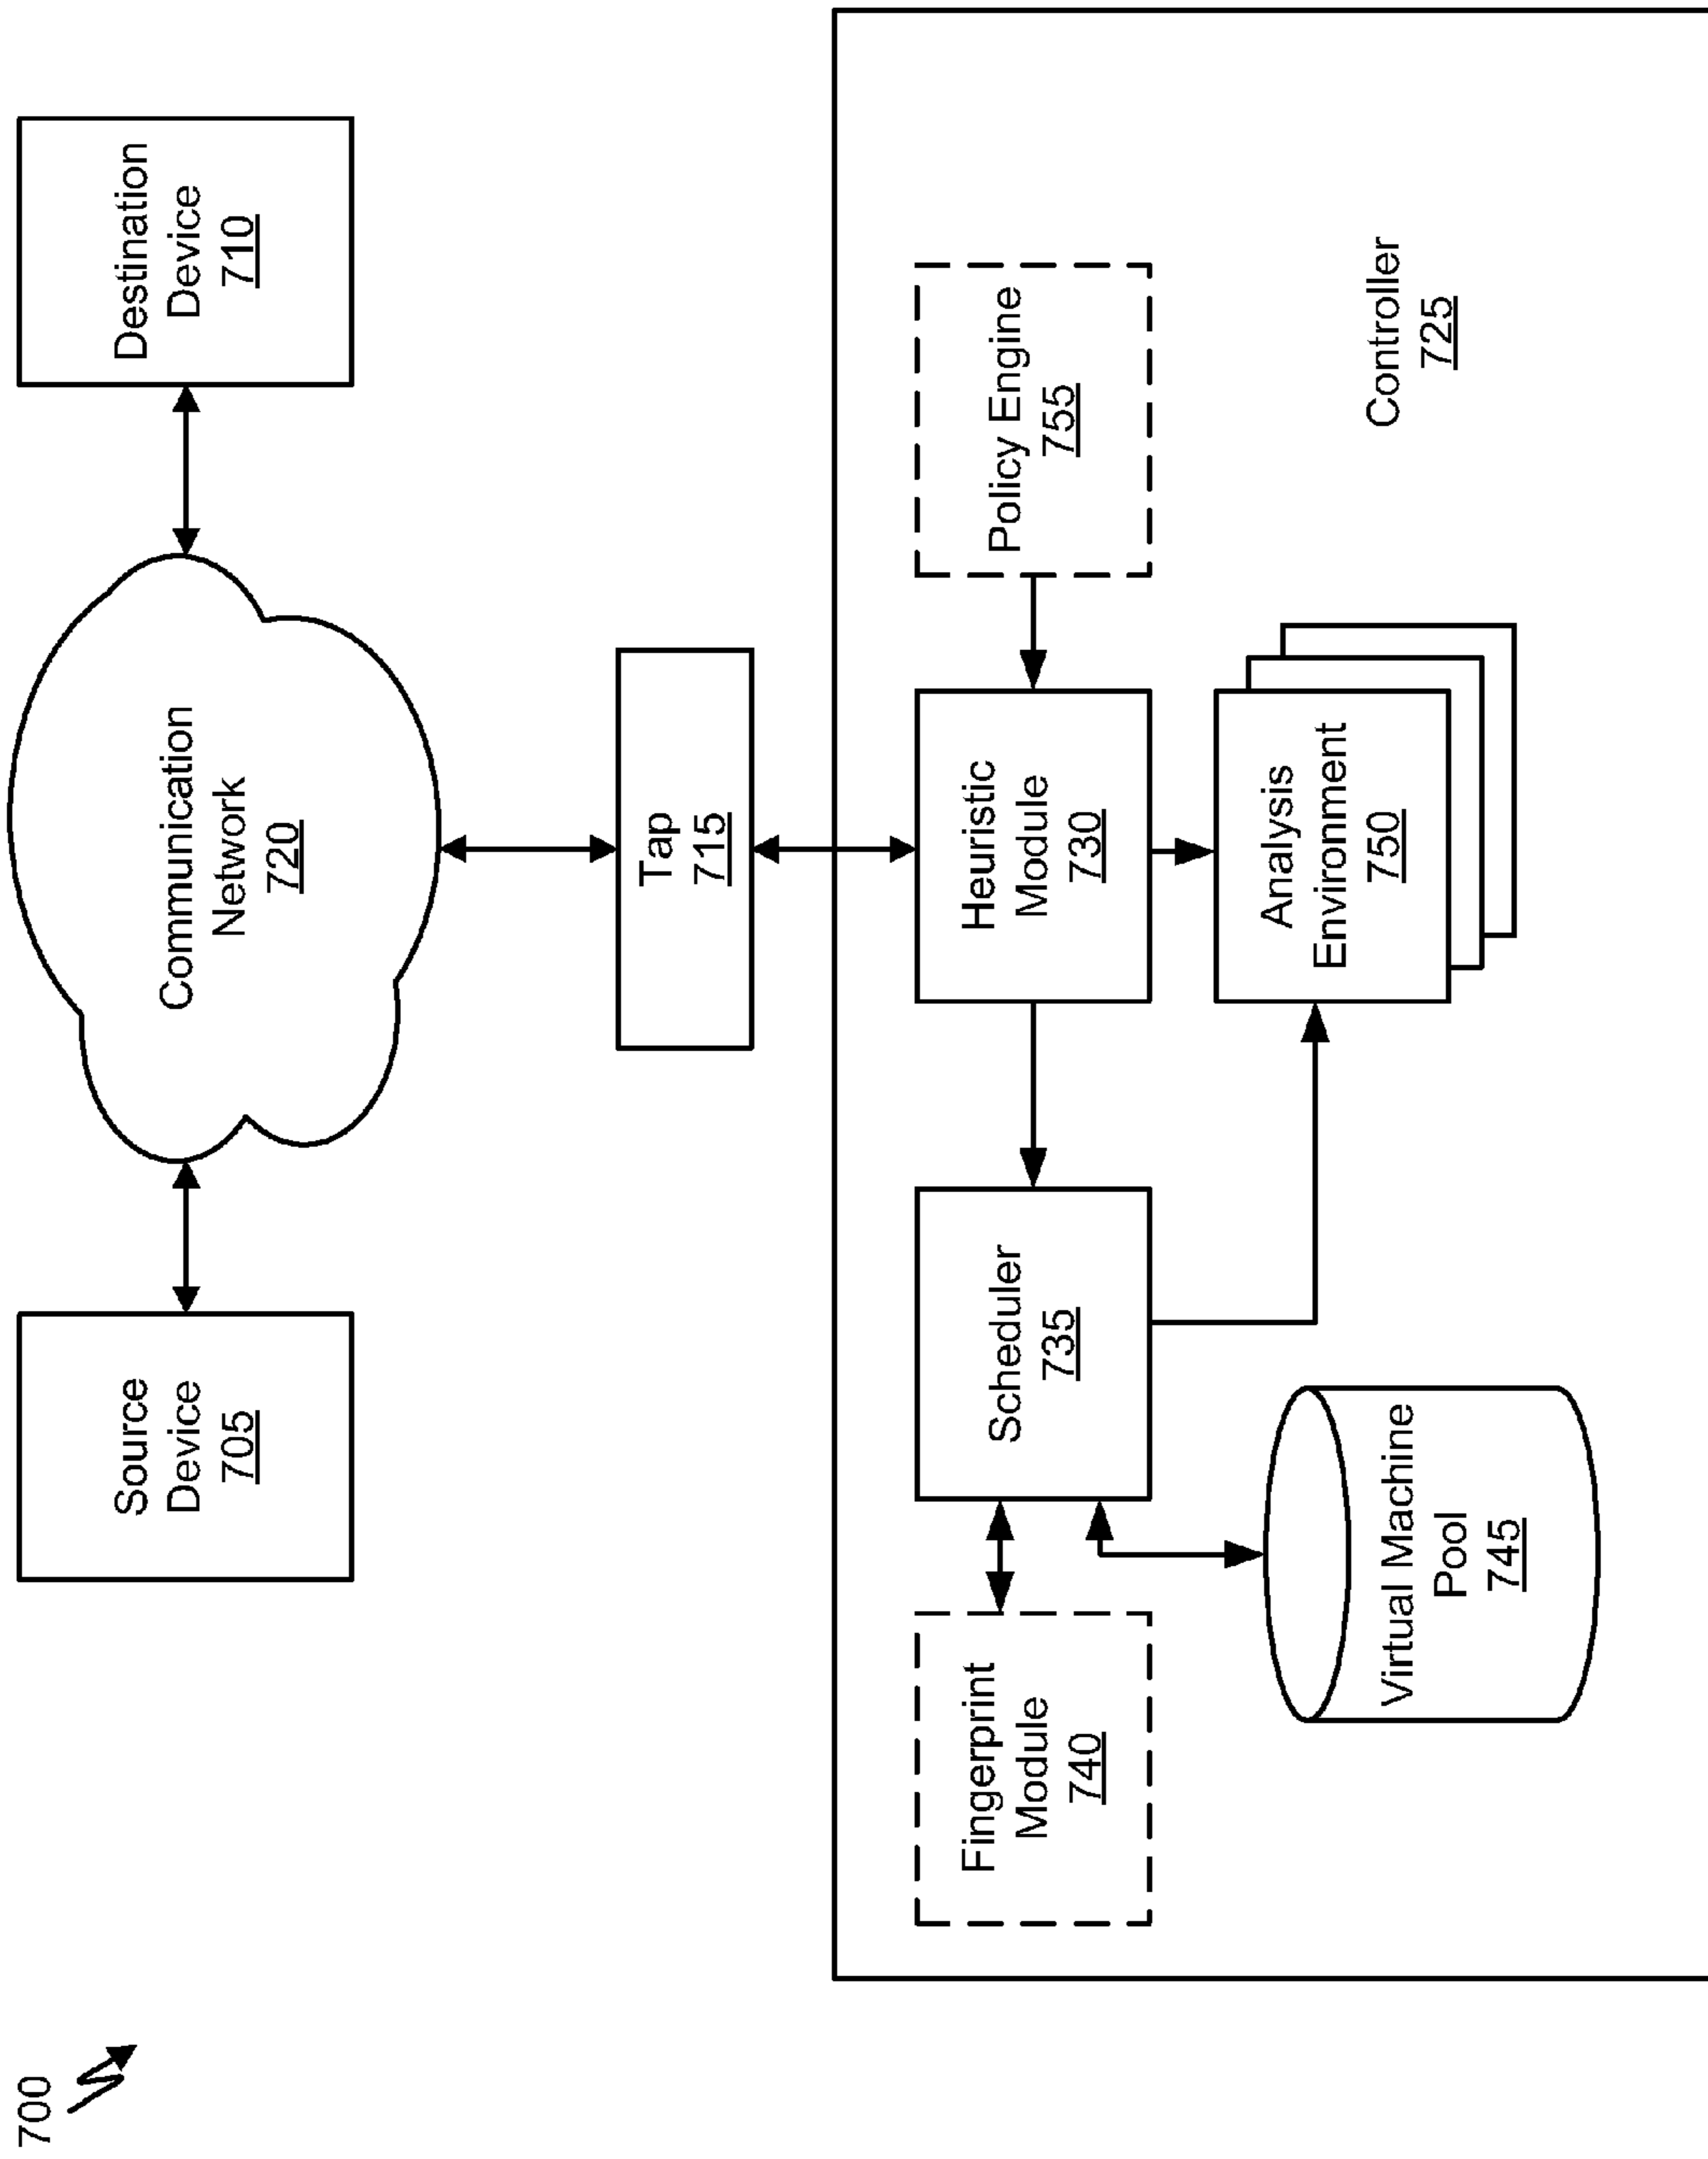 700
Source
Device
705
Communication
Network
720
Destination
Device
710
Tap
715
Fingerprint
Module
740
Scheduler
735
Heuristic
Module
730
Policy Engine
755
Virtual Machine
Pool
745
Analysis
Environment
750
Controller
725